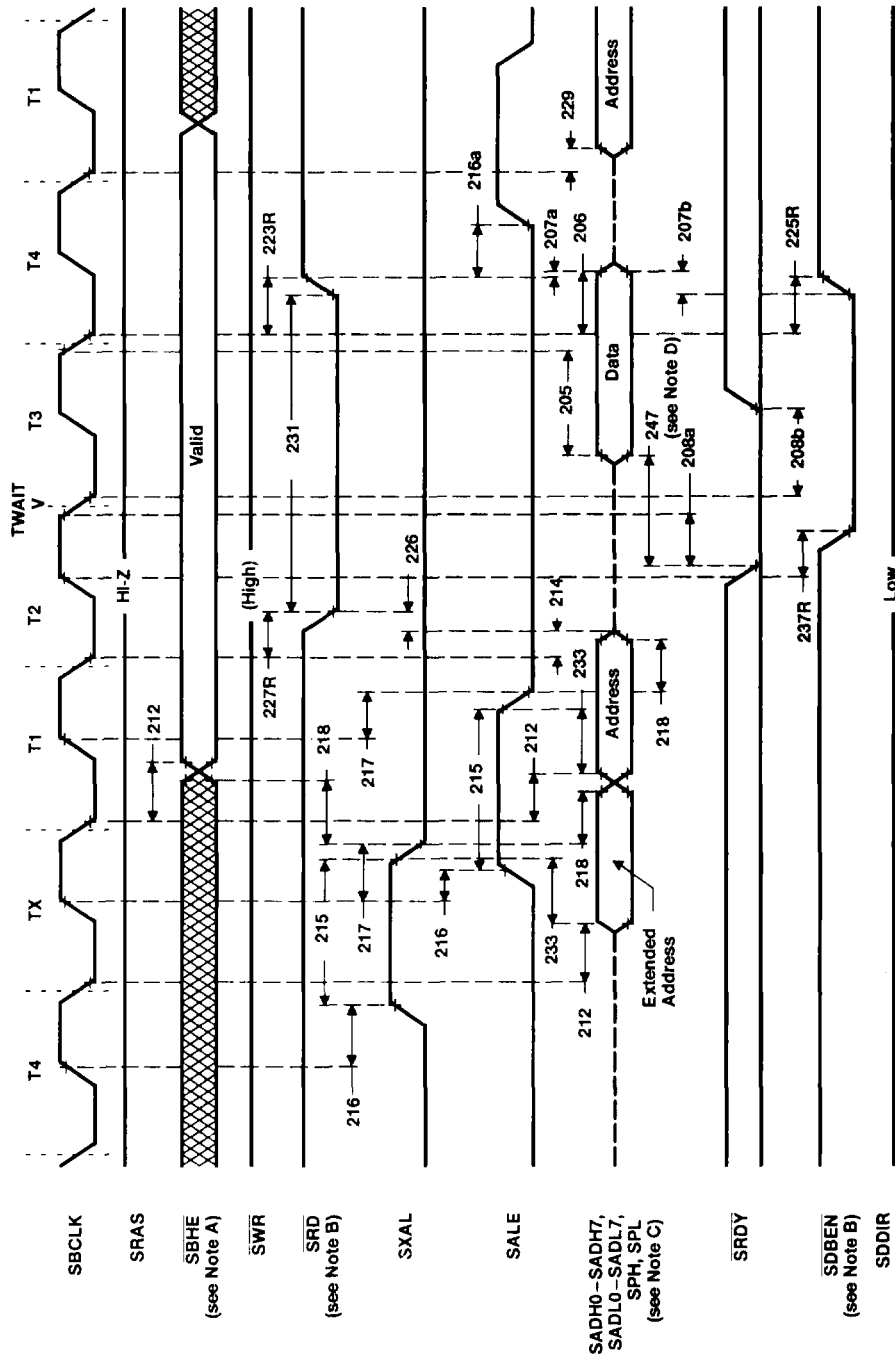 T4
TX
T1
T2
TWAIT
V
T3
T4
T1
SBCLK
SRAS
HI-Z
212
SBHE
(see Note A)
Valid
SWR
(High)
227R
223R
SRD
(see Note B)
218
231
215
226
216
217
217
SXAL
216
215
214
216a
SALE
212
233
207a
229
233
218
205
206
212
SADH0–SADH7,
SADL0–SADL7,
SPH, SPL
(see Note C)
Extended
Address
Address
Data
Address
218
247
(see Note D)
208a
207b
SRDY
237R
208b
225R
SDBEN
(see Note B)
SDDIR
Low